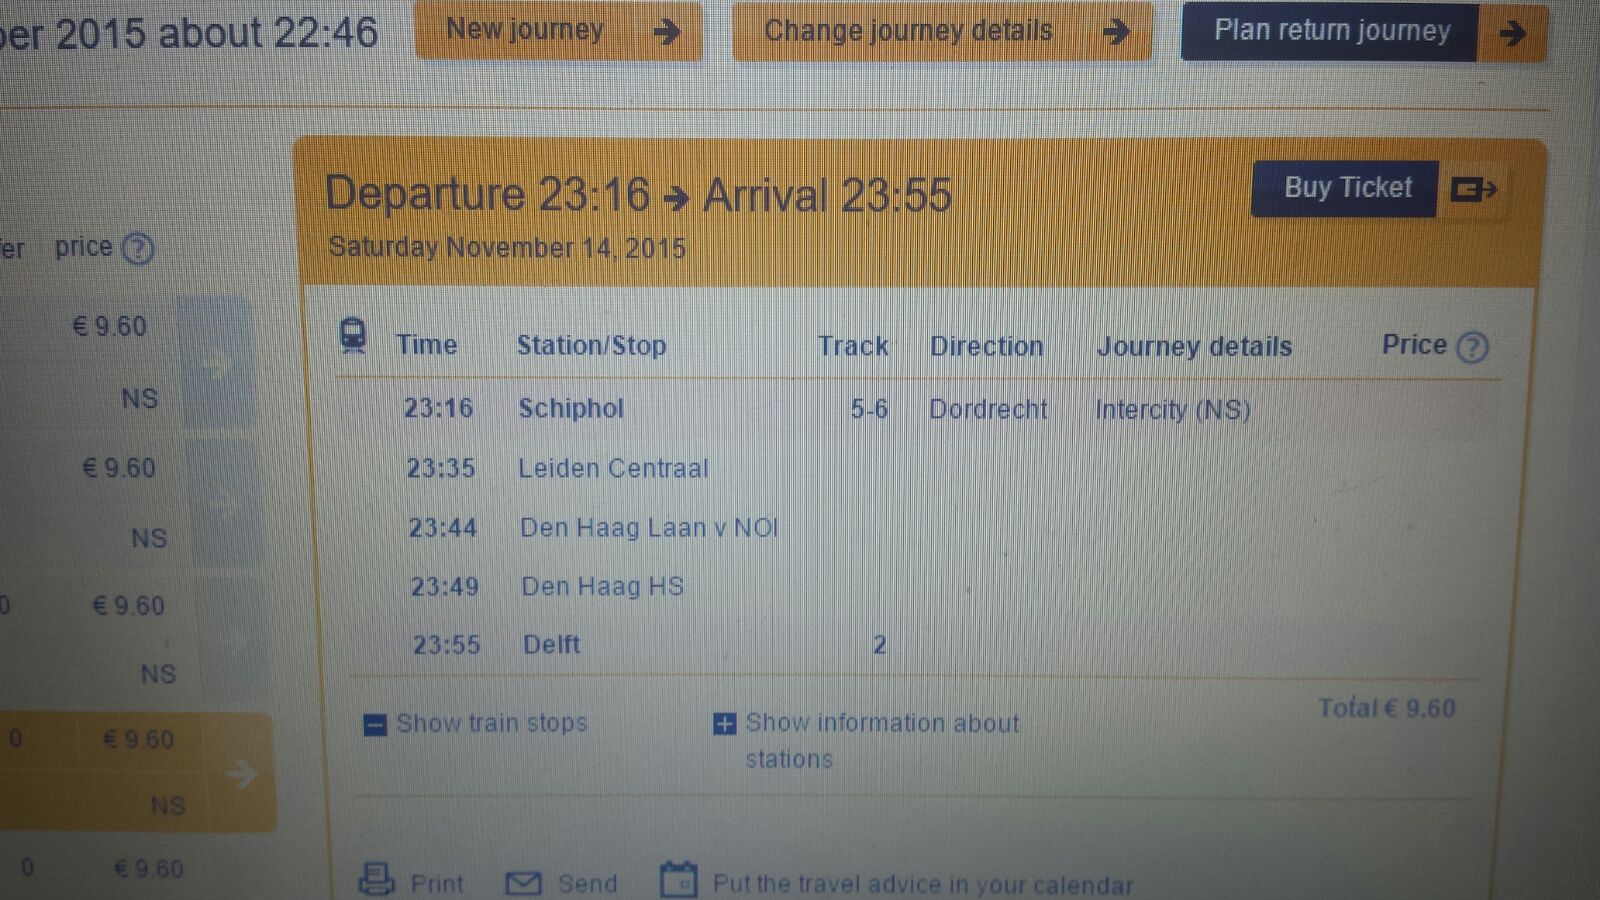 2015 about 22:46
New journey
Change journey details
Plan return journey
Departure 23:16 → Arrival 23:55
Buy Ticket
Saturday November 14, 2015
price ?
Time Station/Stop Track Direction Journey details Price ?
€ 9.60
NS
€ 9.60
NS
€ 9.60
NS
0 € 9.60
NS
0 € 9.60
23:16 Schiphol 5-6 Dordrecht Intercity (NS)
23:35 Leiden Centraal
23:44 Den Haag Laan v NOI
23:49 Den Haag HS
23:55 Delft 2
Total € 9.60
Show train stops
Show information about
stations
Print
Send
Put the travel advice in your calendar